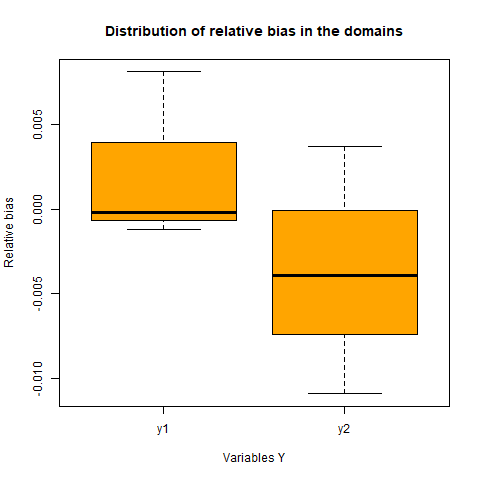 Distribution of relative bias in the domains
Relative bias
0.005
0.000
-0.005
-0.010
y1
y2
Variables Y